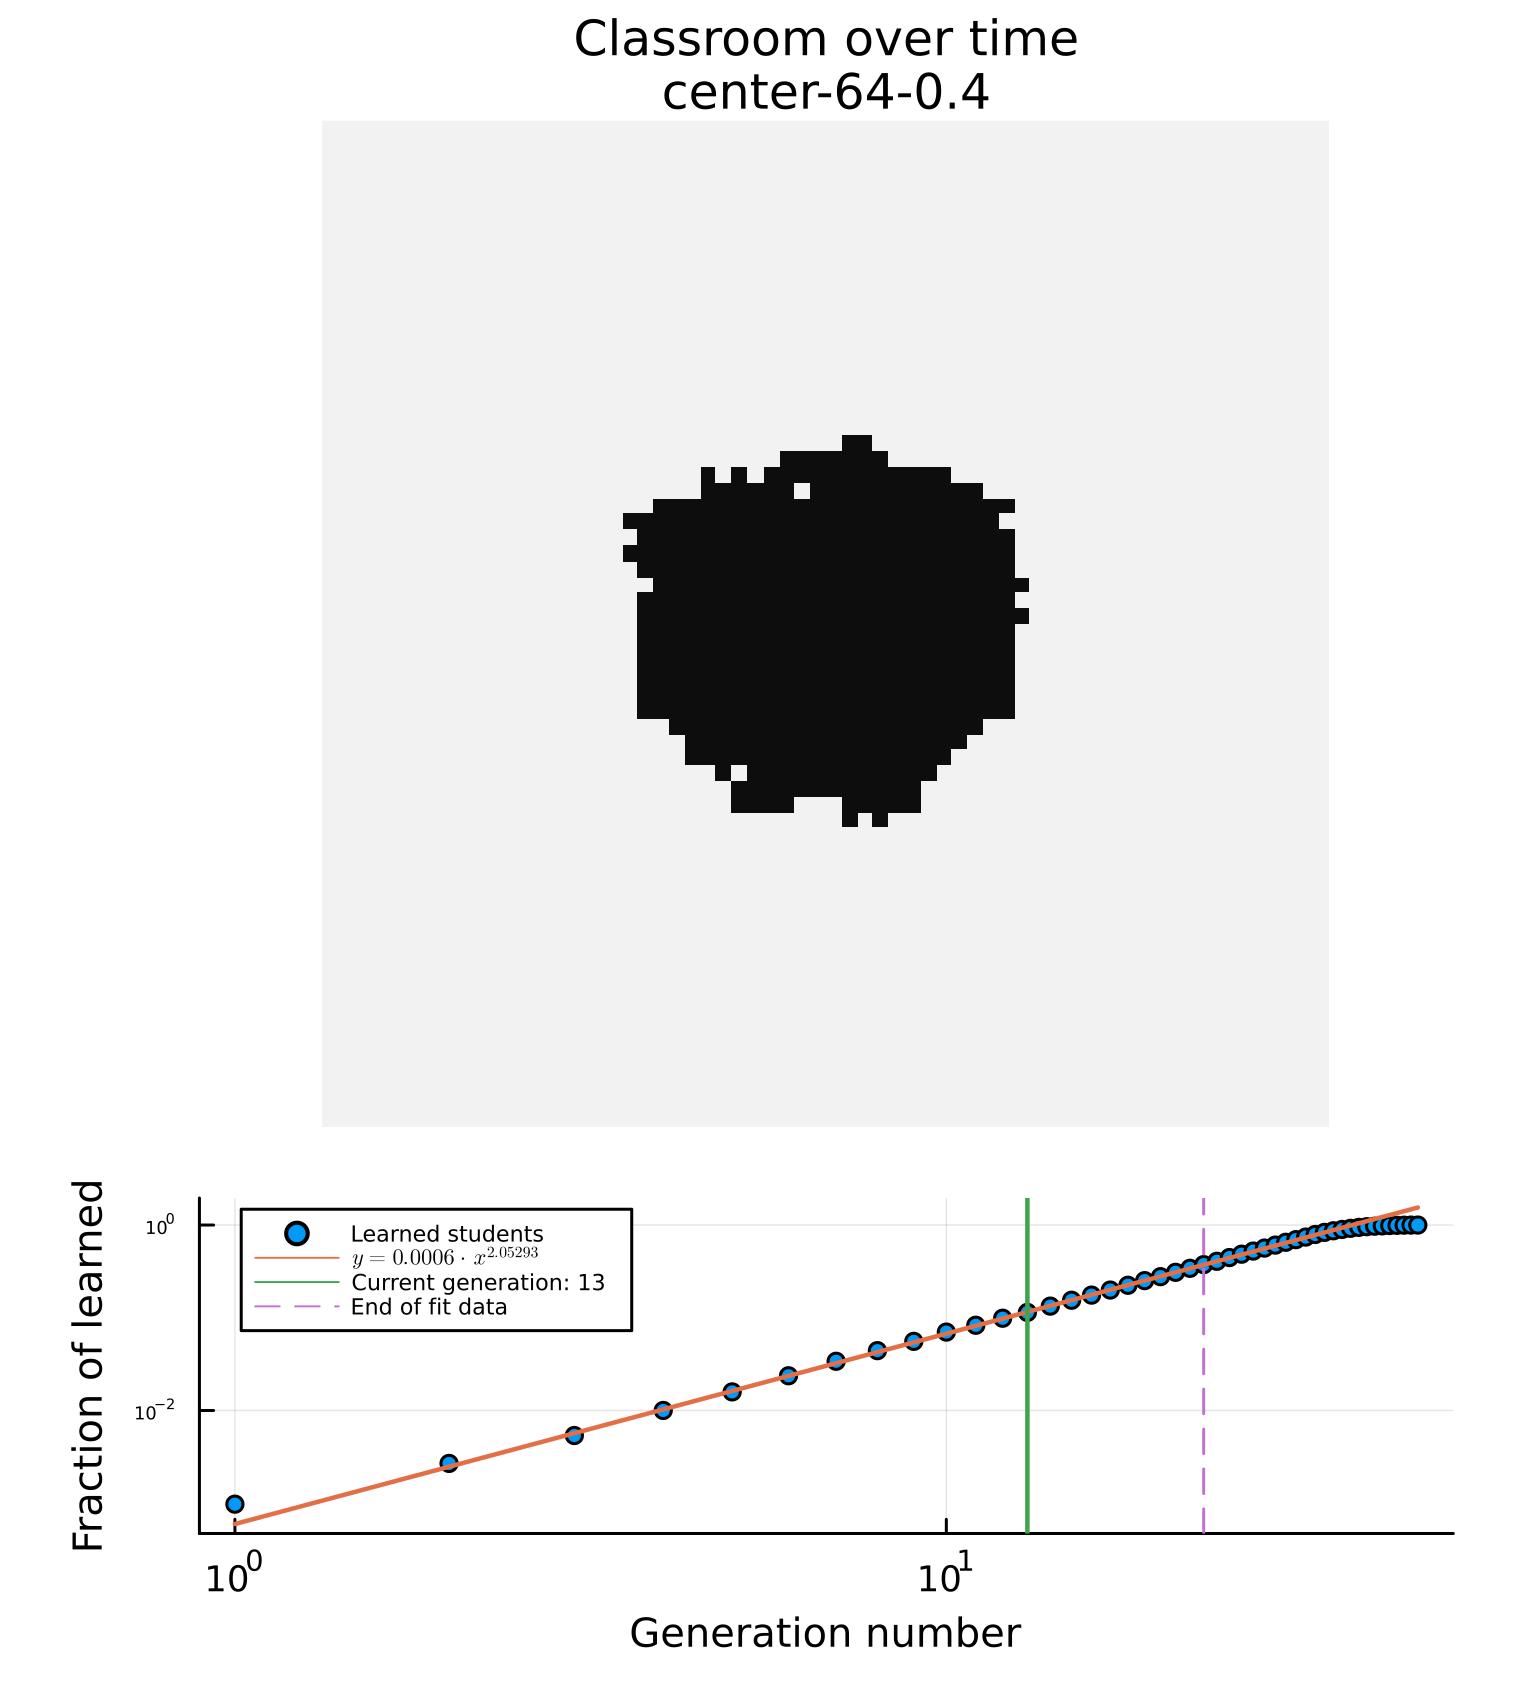 Classroom over time
center-64-0.4
Fraction of learned
10^0
10^−2
Learned students
y = 0.0006 · x^2.05293
Current generation: 13
End of fit data
10^0
10^1
Generation number